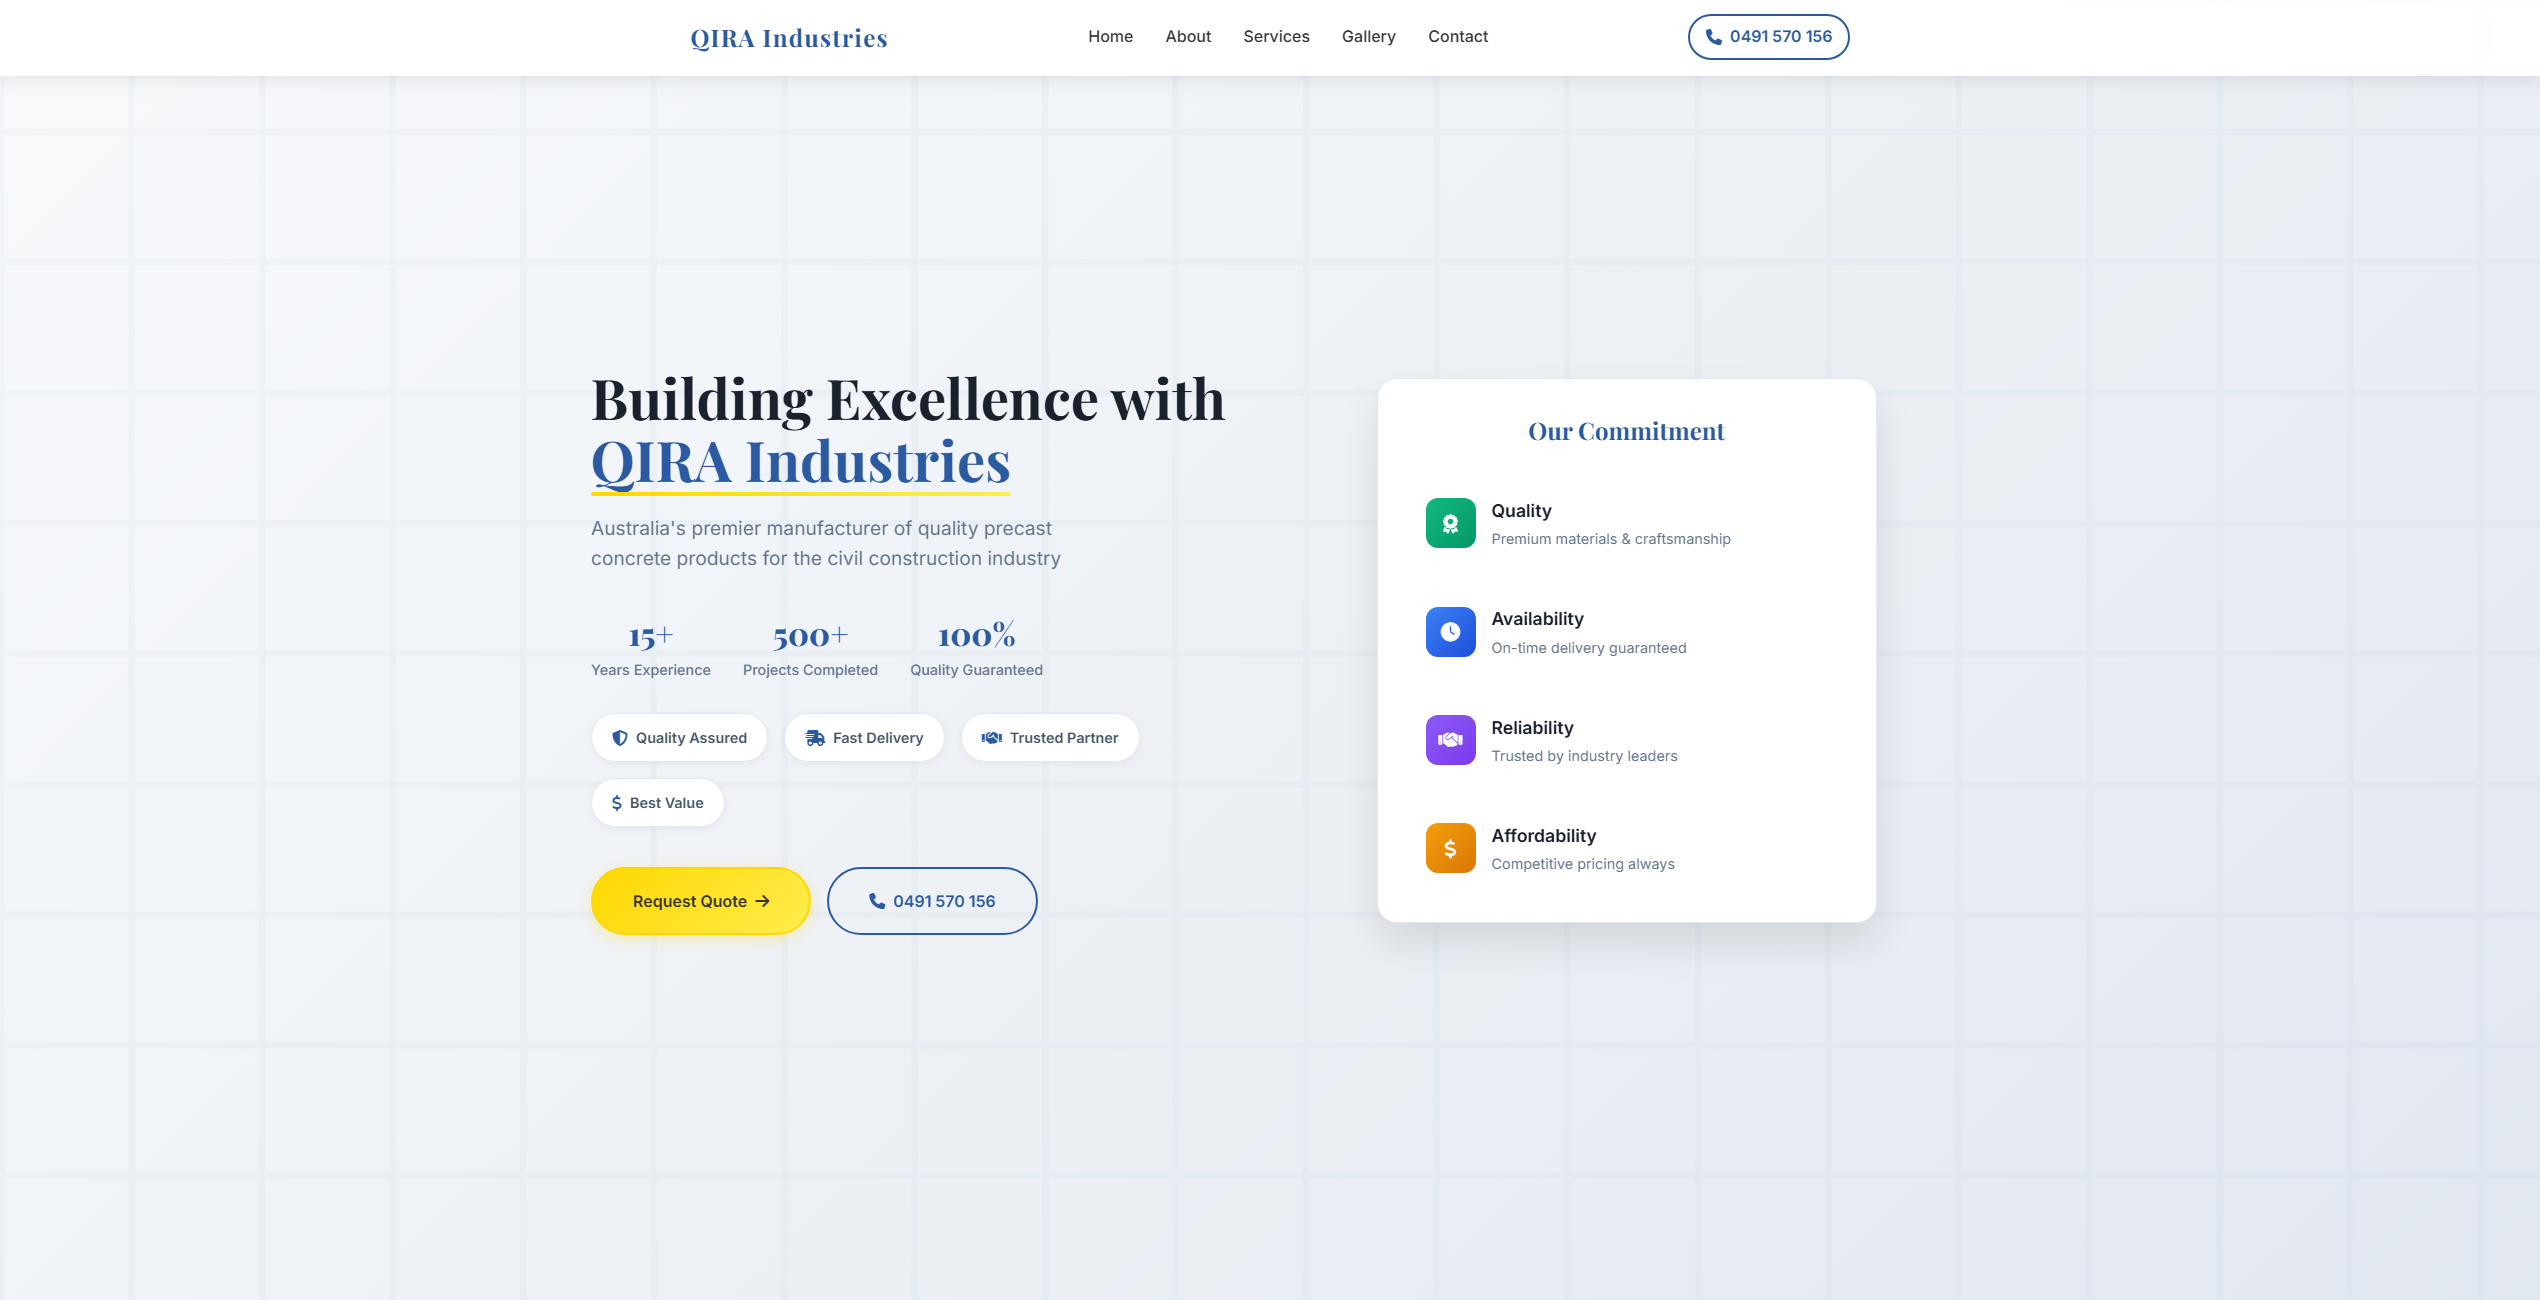 QIRA Industries
Home
About
Services
Gallery
Contact
0491 570 156
Building Excellence with
QIRA Industries
Australia's premier manufacturer of quality precast
concrete products for the civil construction industry
15+
Years Experience
500+
Projects Completed
100%
Quality Guaranteed
Quality Assured
Fast Delivery
Trusted Partner
$ Best Value
Request Quote →
0491 570 156
Our Commitment
Quality
Premium materials & craftsmanship
Availability
On-time delivery guaranteed
Reliability
Trusted by industry leaders
$
Affordability
Competitive pricing always